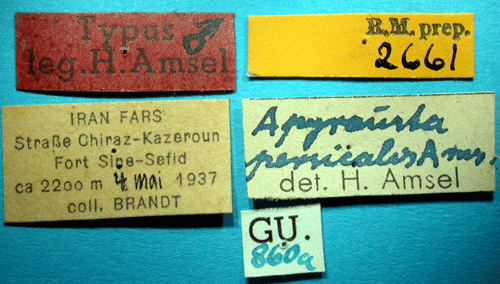 Typus ♂
leg. H. Amsel
R.M. prep.
2661
IRAN FARS
Straße Chiraz-Kazeroun
Fort Sine-Sefid
ca 2200 m 4 Mai 1937
coll. BRANDT
Apyrausta
persicalis Ams.
det. H. Amsel
GU.
860a